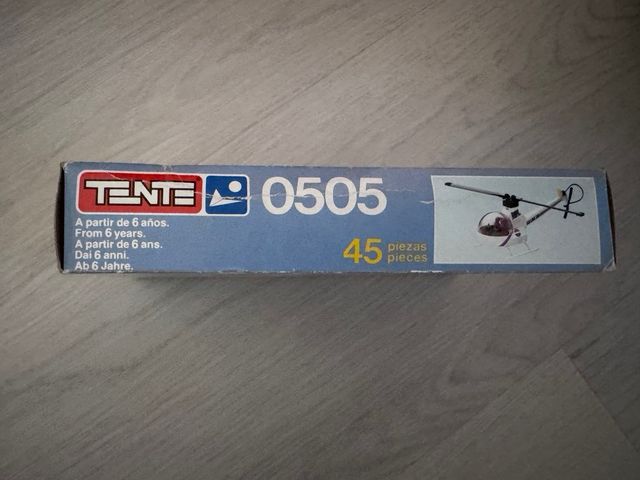 TENTE 0505
A partir de 6 años.
From 6 years.
A partir de 6 ans.
Dai 6 anni.
Ab 6 Jahre.
45 piezas
pieces